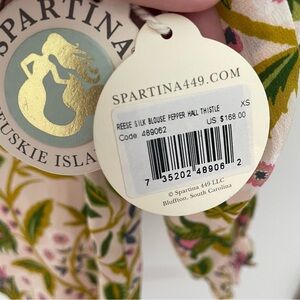 SPARTINA
FUSKIE ISLA
SPARTINA449.COM
REESE SILK BLOUSE PEPPER HALL THISTLE XS
Code 489062 US $168.00
7 35202 48906 2
© Spartina 449 LLC
Bluffton, South Carolina